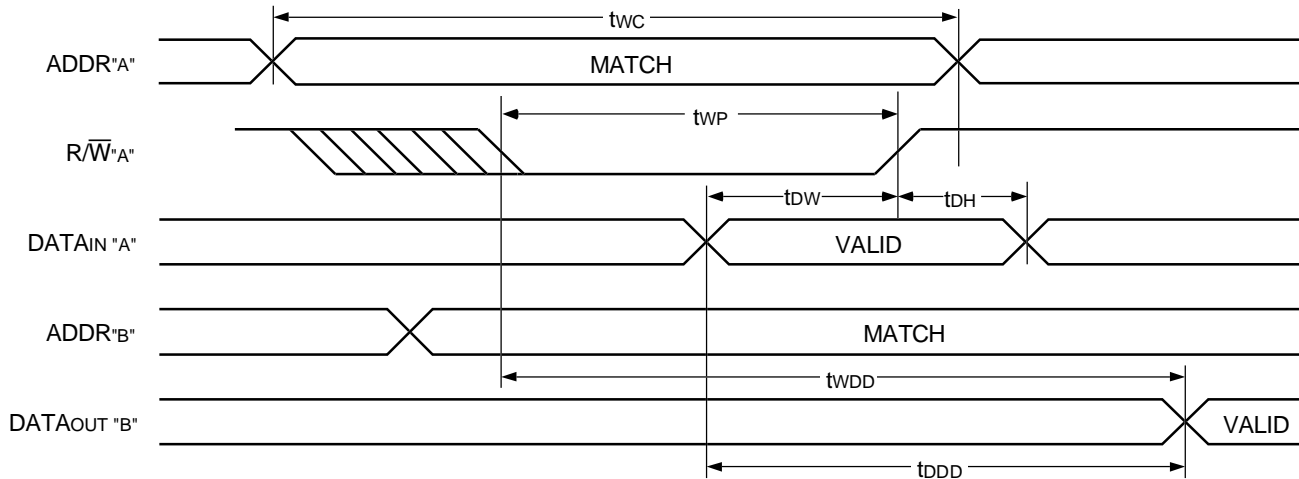 tWC
ADDR"A"
MATCH
tWP
R/W̅"A"
tDW
tDH
DATAIN "A"
VALID
ADDR"B"
MATCH
tWDD
DATAOUT "B"
VALID
tDDD